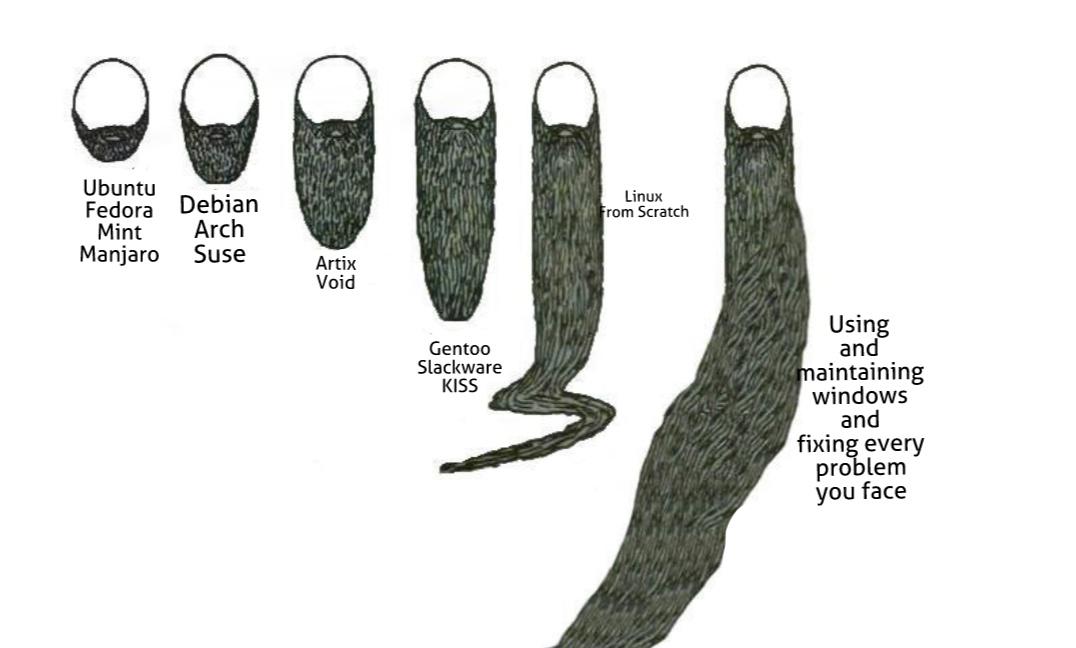 Ubuntu
Fedora
Mint
Manjaro
Debian
Arch
Suse
Artix
Void
Gentoo
Slackware
KISS
Linux
From Scratch
Using
and
maintaining
windows
and
fixing every
problem
you face